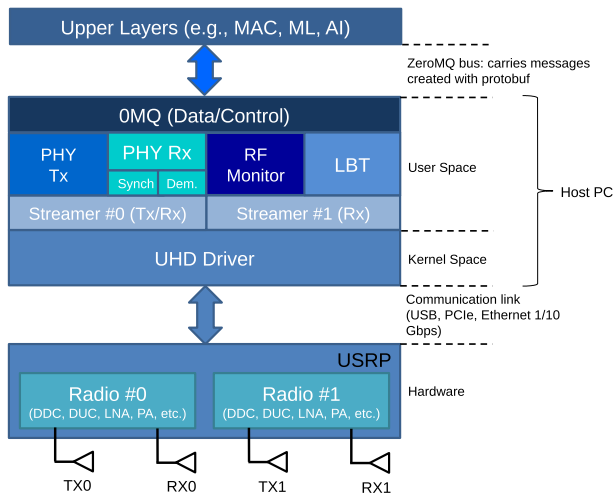 Upper Layers (e.g., MAC, ML, AI)
ZeroMQ bus: carries messages
created with protobuf
0MQ (Data/Control)
PHY
Tx
PHY Rx
Synch
Dem.
RF
Monitor
LBT
User Space
Host PC
Streamer #0 (Tx/Rx)
Streamer #1 (Rx)
UHD Driver
Kernel Space
Communication link
(USB, PCIe, Ethernet 1/10
Gbps)
USRP
Radio #0
(DDC, DUC, LNA, PA, etc.)
Radio #1
(DDC, DUC, LNA, PA, etc.)
Hardware
TX0
RX0
TX1
RX1